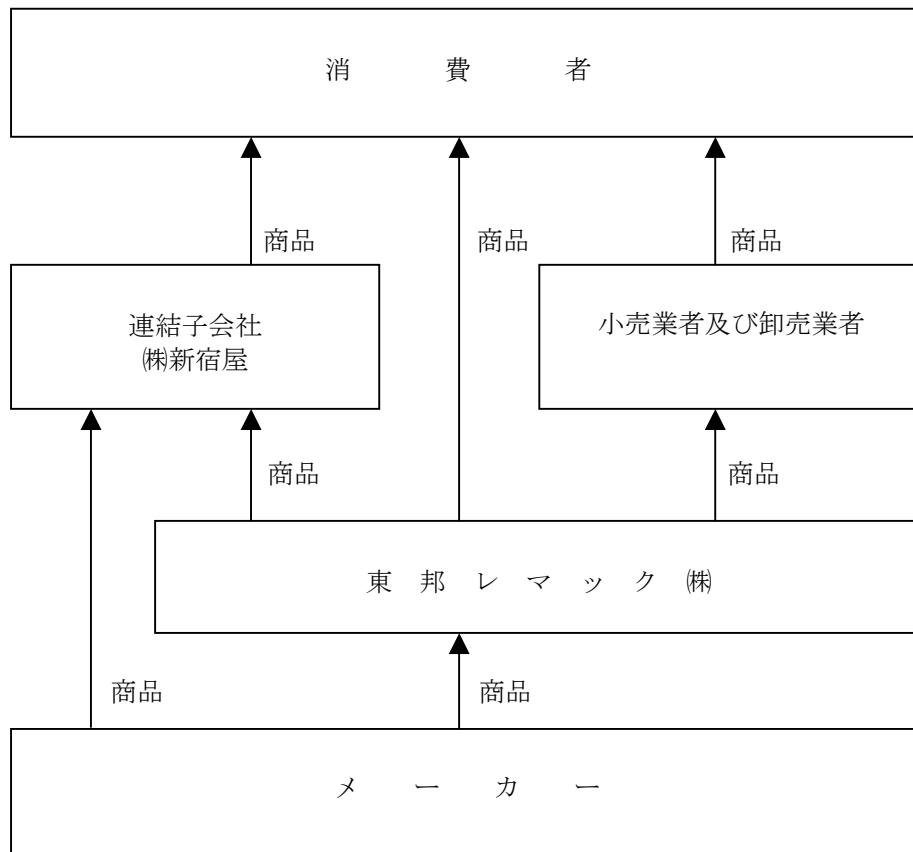 消費者
商品
商品
商品
連結子会社
㈱新宿屋
小売業者及び卸売業者
商品
商品
東邦レマック㈱
商品
商品
メーカー